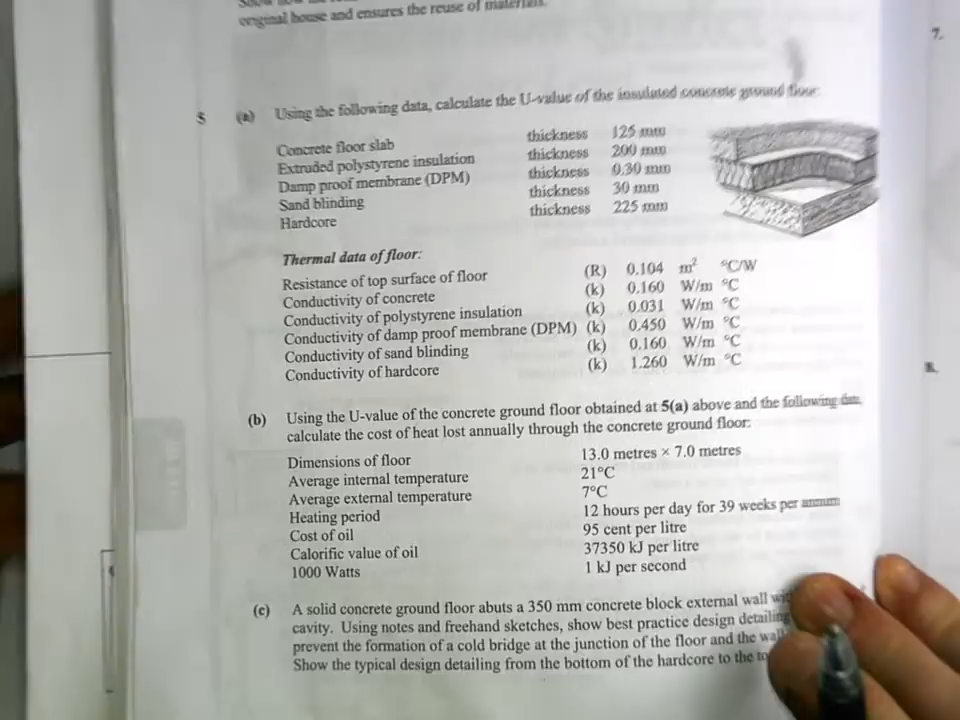 original house and ensures the reuse of materials.
7.
5 (a) Using the following data, calculate the U-value of the insulated concrete ground floor:
Concrete floor slab thickness 125 mm
Extruded polystyrene insulation thickness 200 mm
Damp proof membrane (DPM) thickness 0.30 mm
Sand blinding thickness 30 mm
Hardcore thickness 225 mm
Thermal data of floor:
Resistance of top surface of floor (R) 0.104 m² °C/W
Conductivity of concrete (k) 0.160 W/m °C
Conductivity of polystyrene insulation (k) 0.031 W/m °C
Conductivity of damp proof membrane (DPM) (k) 0.450 W/m °C
Conductivity of sand blinding (k) 0.160 W/m °C
Conductivity of hardcore (k) 1.260 W/m °C
8.
(b) Using the U-value of the concrete ground floor obtained at 5(a) above and the following data,
calculate the cost of heat lost annually through the concrete ground floor:
Dimensions of floor 13.0 metres × 7.0 metres
Average internal temperature 21°C
Average external temperature 7°C
Heating period 12 hours per day for 39 weeks per annum
Cost of oil 95 cent per litre
Calorific value of oil 37350 kJ per litre
1000 Watts 1 kJ per second
(c) A solid concrete ground floor abuts a 350 mm concrete block external wall
cavity. Using notes and freehand sketches, show best practice design detailing
prevent the formation of a cold bridge at the junction of the floor and the wall
Show the typical design detailing from the bottom of the hardcore to the